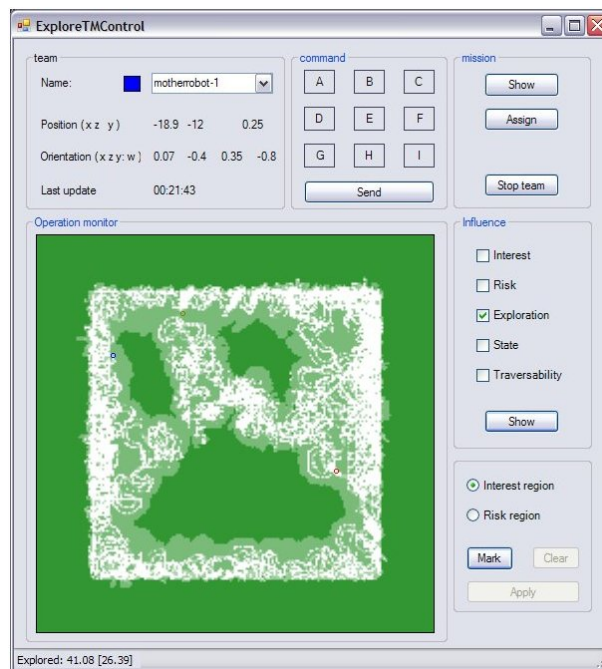 ExploreTMControl
team
Name: motherrobot-1
Position ( x z y ) -18.9 -12 0.25
Orientation ( x z y: w ) 0.07 -0.4 0.35 -0.8
Last update 00:21:43
command
A B C
D E F
G H I
Send
mission
Show
Assign
Stop team
Operation monitor
Influence
Interest
Risk
Exploration
State
Traversability
Show
Interest region
Risk region
Mark Clear
Apply
Explored: 41.08 [26.39]